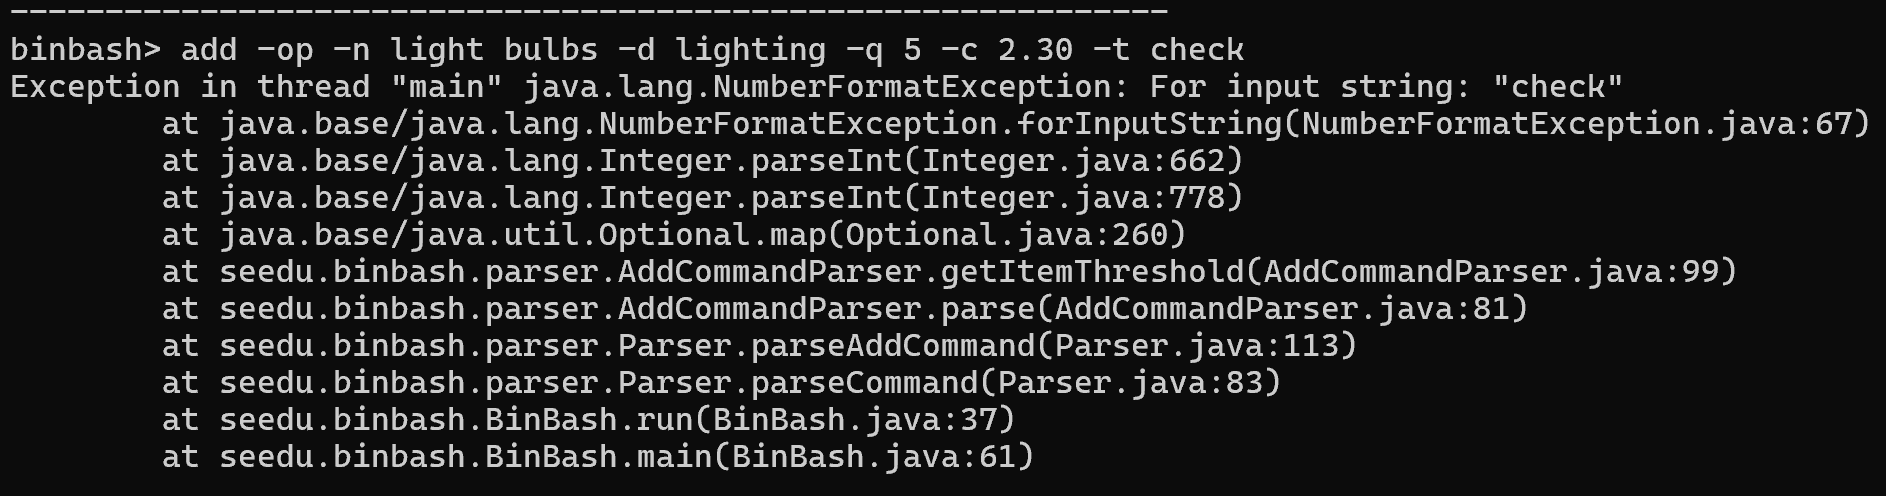 ------------------------------------------------------------
binbash> add -op -n light bulbs -d lighting -q 5 -c 2.30 -t check
Exception in thread "main" java.lang.NumberFormatException: For input string: "check"
        at java.base/java.lang.NumberFormatException.forInputString(NumberFormatException.java:67)
        at java.base/java.lang.Integer.parseInt(Integer.java:662)
        at java.base/java.lang.Integer.parseInt(Integer.java:778)
        at java.base/java.util.Optional.map(Optional.java:260)
        at seedu.binbash.parser.AddCommandParser.getItemThreshold(AddCommandParser.java:99)
        at seedu.binbash.parser.AddCommandParser.parse(AddCommandParser.java:81)
        at seedu.binbash.parser.Parser.parseAddCommand(Parser.java:113)
        at seedu.binbash.parser.Parser.parseCommand(Parser.java:83)
        at seedu.binbash.BinBash.run(BinBash.java:37)
        at seedu.binbash.BinBash.main(BinBash.java:61)